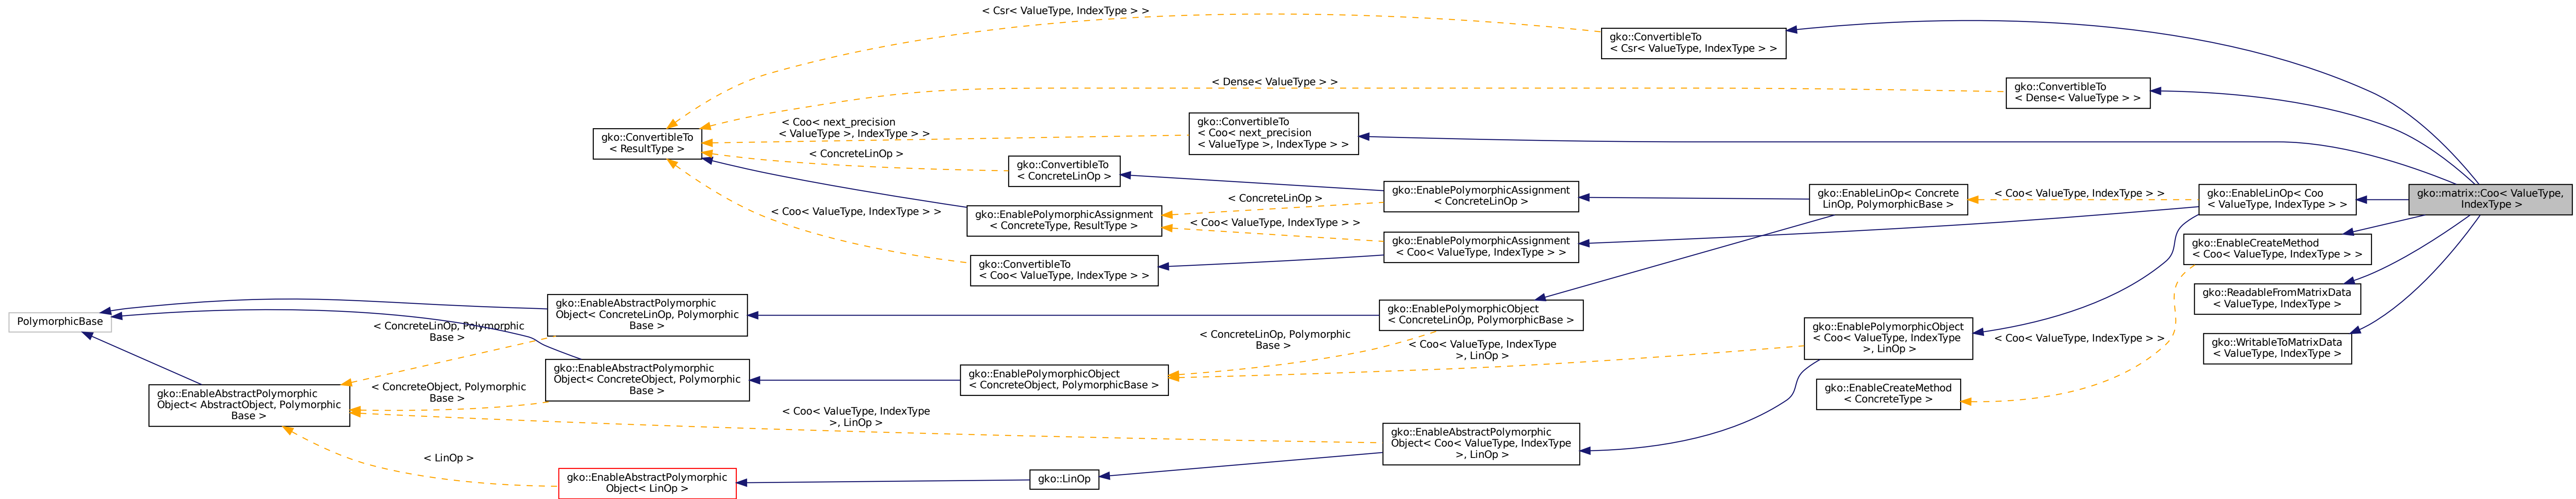 < Csr< ValueType, IndexType > >
gko::ConvertibleTo
< Csr< ValueType, IndexType > >
< Dense< ValueType > >
gko::ConvertibleTo
< Dense< ValueType > >
gko::ConvertibleTo
< ResultType >
< Coo< next_precision
< ValueType >, IndexType > >
gko::ConvertibleTo
< Coo< next_precision
< ValueType >, IndexType > >
< ConcreteLinOp >
gko::ConvertibleTo
< ConcreteLinOp >
gko::EnablePolymorphicAssignment
< ConcreteLinOp >
gko::EnableLinOp< Concrete
LinOp, PolymorphicBase >
< Coo< ValueType, IndexType > >
gko::EnableLinOp< Coo
< ValueType, IndexType > >
gko::matrix::Coo< ValueType,
IndexType >
< ConcreteLinOp >
< Coo< ValueType, IndexType > >
gko::EnablePolymorphicAssignment
< ConcreteType, ResultType >
< Coo< ValueType, IndexType > >
gko::EnablePolymorphicAssignment
< Coo< ValueType, IndexType > >
gko::EnableCreateMethod
< Coo< ValueType, IndexType > >
gko::ConvertibleTo
< Coo< ValueType, IndexType > >
gko::ReadableFromMatrixData
< ValueType, IndexType >
PolymorphicBase
gko::EnableAbstractPolymorphic
Object< ConcreteLinOp, Polymorphic
Base >
gko::EnablePolymorphicObject
< ConcreteLinOp, PolymorphicBase >
< ConcreteLinOp, Polymorphic
Base >
< ConcreteLinOp, Polymorphic
Base >
< Coo< ValueType, IndexType
>, LinOp >
gko::EnablePolymorphicObject
< Coo< ValueType, IndexType
>, LinOp >
< Coo< ValueType, IndexType > >
gko::WritableToMatrixData
< ValueType, IndexType >
gko::EnableAbstractPolymorphic
Object< ConcreteObject, Polymorphic
Base >
gko::EnablePolymorphicObject
< ConcreteObject, PolymorphicBase >
< ConcreteObject, Polymorphic
Base >
gko::EnableAbstractPolymorphic
Object< AbstractObject, Polymorphic
Base >
gko::EnableCreateMethod
< ConcreteType >
< Coo< ValueType, IndexType
>, LinOp >
gko::EnableAbstractPolymorphic
Object< Coo< ValueType, IndexType
>, LinOp >
< LinOp >
gko::EnableAbstractPolymorphic
Object< LinOp >
gko::LinOp